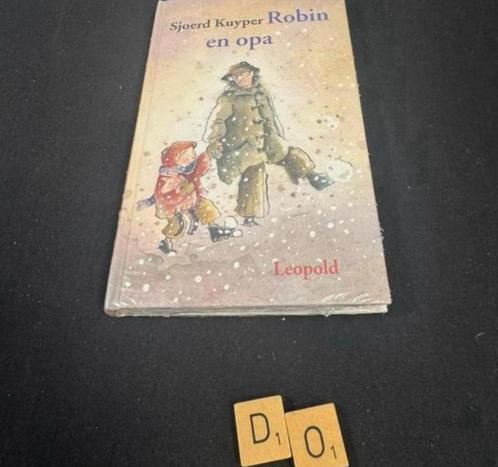 Sjoerd Kuyper Robin
en opa
Leopold
D1 O1